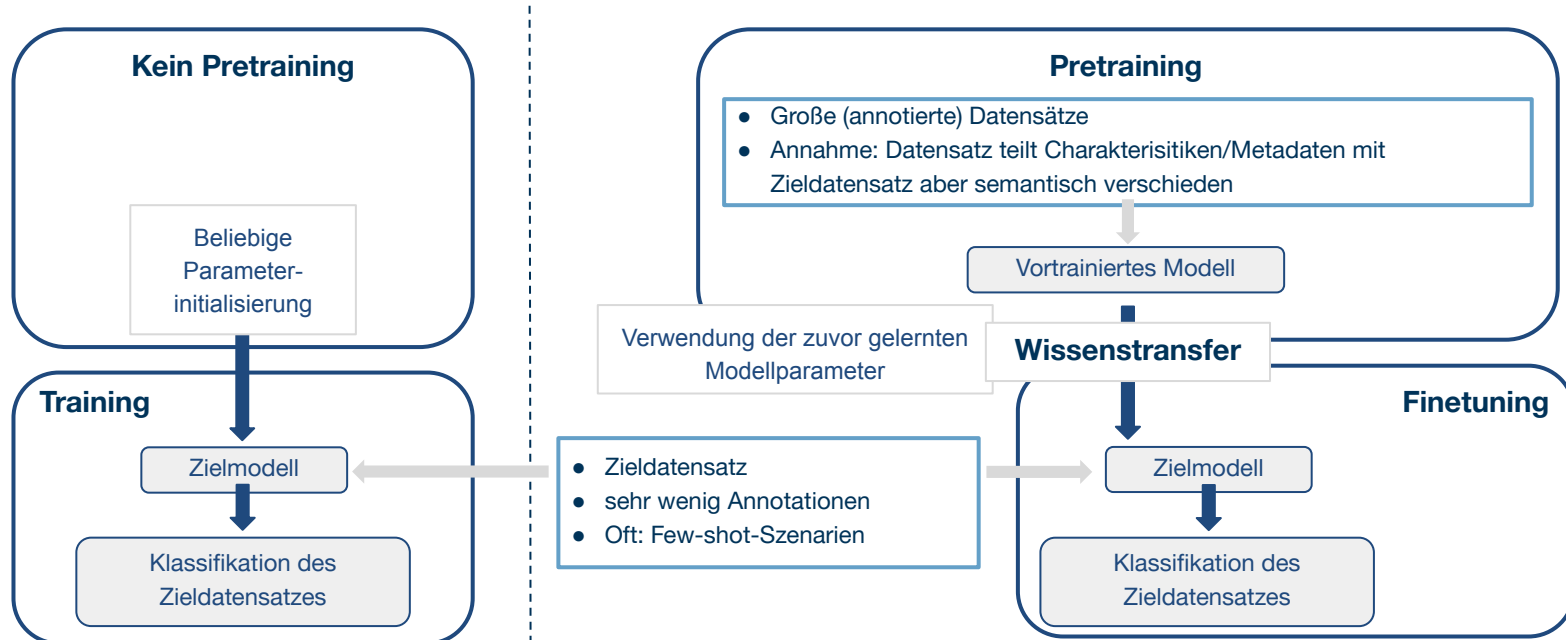 Kein Pretraining
Beliebige
Parameter-
initialisierung
Training
Zielmodell
Klassifikation des
Zieldatensatzes
Pretraining
● Große (annotierte) Datensätze
● Annahme: Datensatz teilt Charakterisitiken/Metadaten mit
Zieldatensatz aber semantisch verschieden
Vortrainiertes Modell
Verwendung der zuvor gelernten
Modellparameter
Wissenstransfer
● Zieldatensatz
● sehr wenig Annotationen
● Oft: Few-shot-Szenarien
Finetuning
Zielmodell
Klassifikation des
Zieldatensatzes